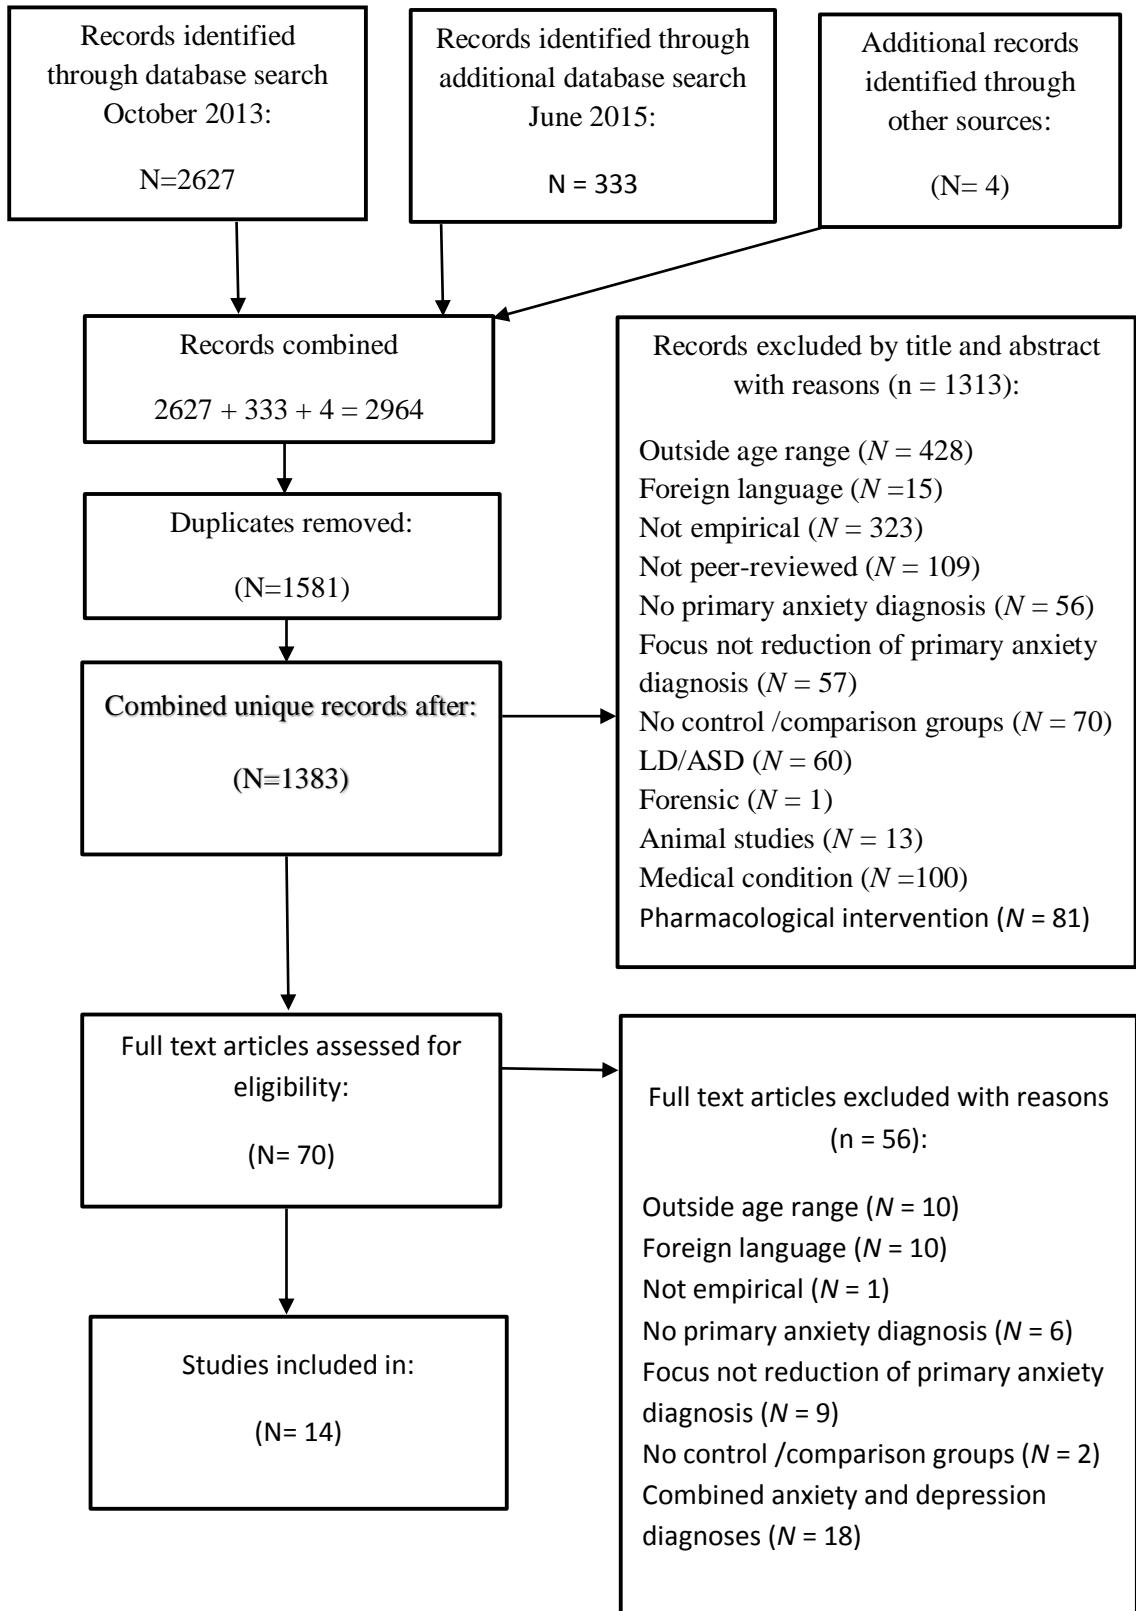 Records identified
through database search
October 2013:
N=2627
Records identified through
additional database search
June 2015:
N = 333
Additional records
identified through
other sources:
(N= 4)
Records combined
2627 + 333 + 4 = 2964
Duplicates removed:
(N=1581)
Combined unique records after:
(N=1383)
Records excluded by title and abstract
with reasons (n = 1313):
Outside age range (N = 428)
Foreign language (N =15)
Not empirical (N = 323)
Not peer-reviewed (N = 109)
No primary anxiety diagnosis (N = 56)
Focus not reduction of primary anxiety
diagnosis (N = 57)
No control /comparison groups (N = 70)
LD/ASD (N = 60)
Forensic (N = 1)
Animal studies (N = 13)
Medical condition (N =100)
Pharmacological intervention (N = 81)
Full text articles assessed for
eligibility:
(N= 70)
Full text articles excluded with reasons
(n = 56):
Outside age range (N = 10)
Foreign language (N = 10)
Not empirical (N = 1)
No primary anxiety diagnosis (N = 6)
Focus not reduction of primary anxiety
diagnosis (N = 9)
No control /comparison groups (N = 2)
Combined anxiety and depression
diagnoses (N = 18)
Studies included in:
(N= 14)